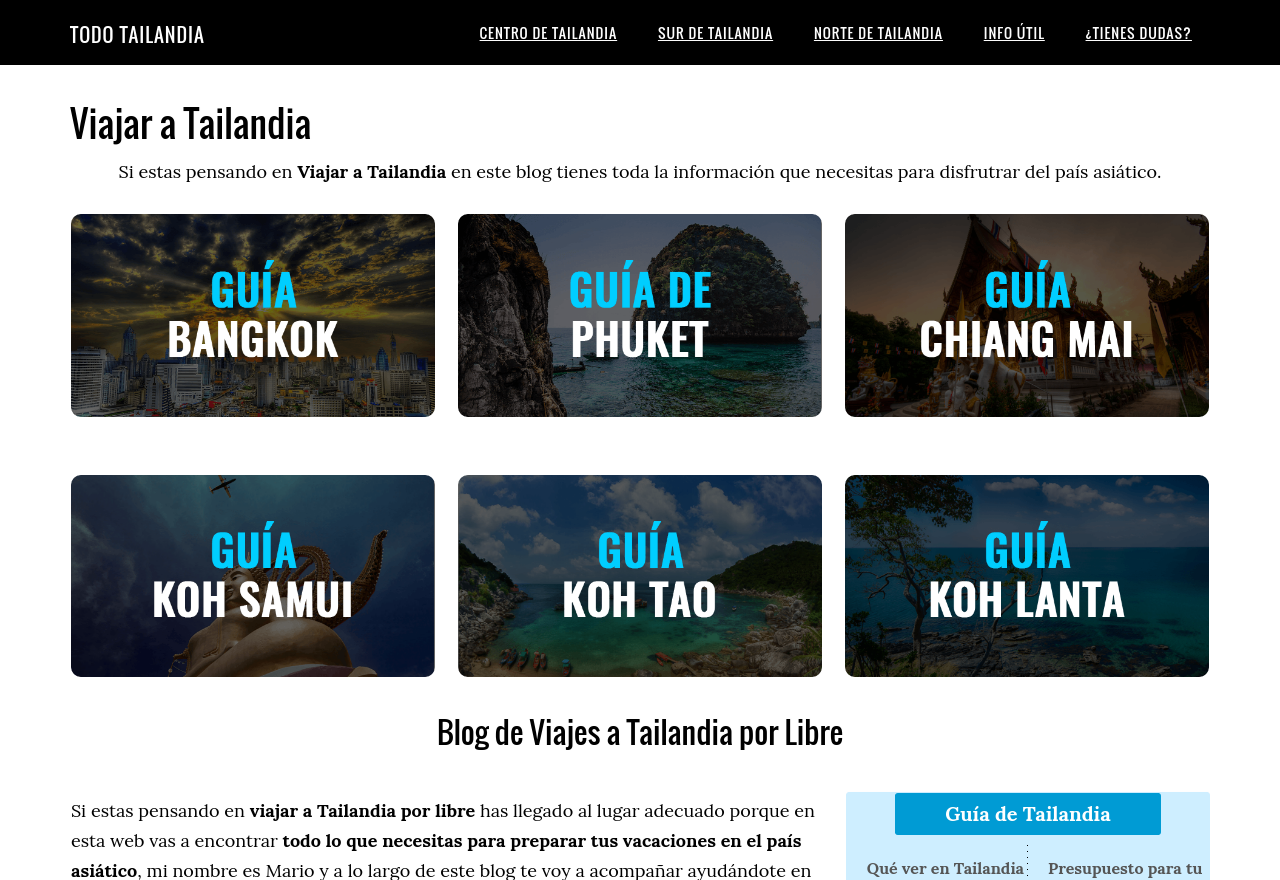 TODO TAILANDIA
CENTRO DE TAILANDIA
SUR DE TAILANDIA
NORTE DE TAILANDIA
INFO ÚTIL
¿TIENES DUDAS?
Viajar a Tailandia
Si estas pensando en Viajar a Tailandia en este blog tienes toda la información que necesitas para disfrutrar del país asiático.
GUÍA
BANGKOK
GUÍA DE
PHUKET
GUÍA
CHIANG MAI
GUÍA
KOH SAMUI
GUÍA
KOH TAO
GUÍA
KOH LANTA
Blog de Viajes a Tailandia por Libre
Si estas pensando en viajar a Tailandia por libre has llegado al lugar adecuado porque en
esta web vas a encontrar todo lo que necesitas para preparar tus vacaciones en el país
asiático, mi nombre es Mario y a lo largo de este blog te voy a acompañar ayudándote en
Guía de Tailandia
Qué ver en Tailandia
Presupuesto para tu